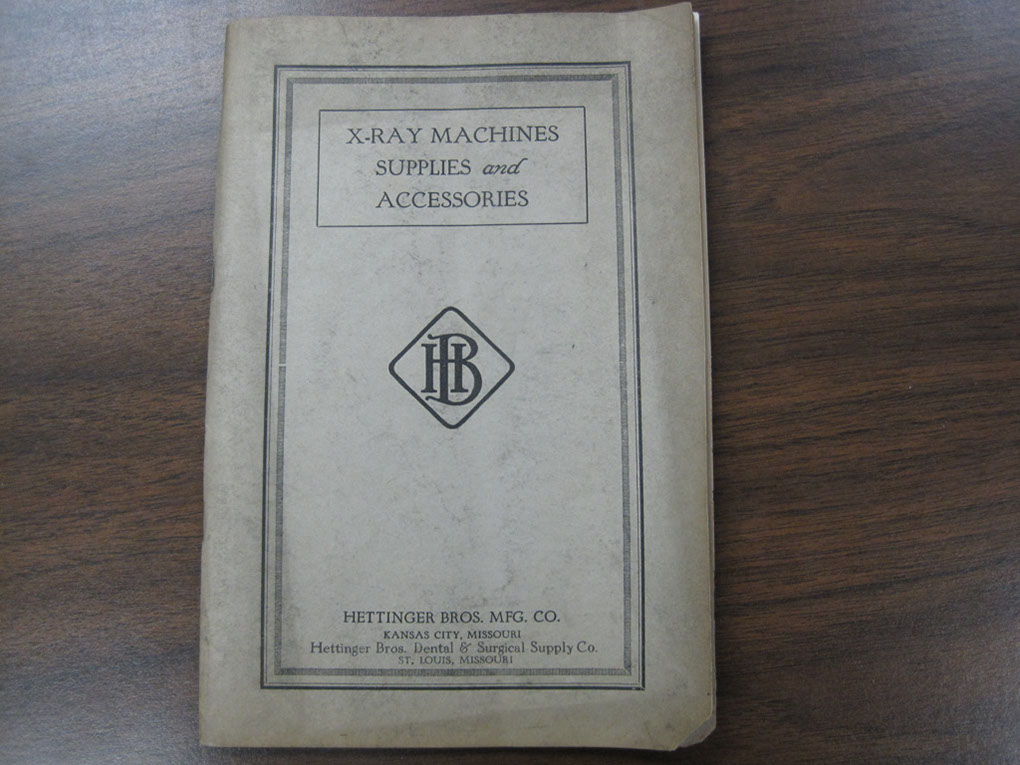 X-RAY MACHINES
SUPPLIES and
ACCESSORIES
HB
HETTINGER BROS. MFG. CO.
KANSAS CITY, MISSOURI
Hettinger Bros. Dental & Surgical Supply Co.
ST. LOUIS, MISSOURI